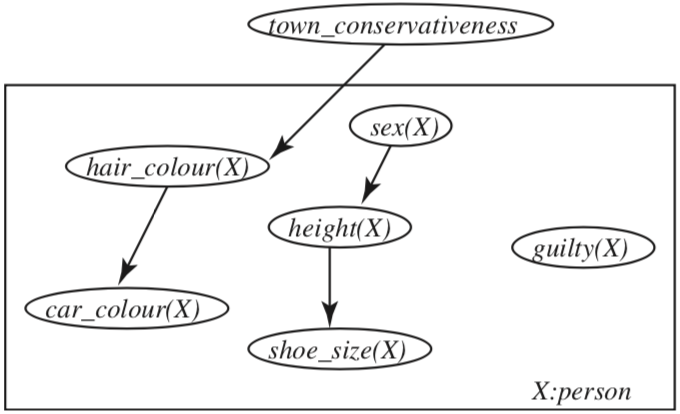 town_conservativeness
sex(X)
hair_colour(X)
height(X)
guilty(X)
car_colour(X)
shoe_size(X)
X:person